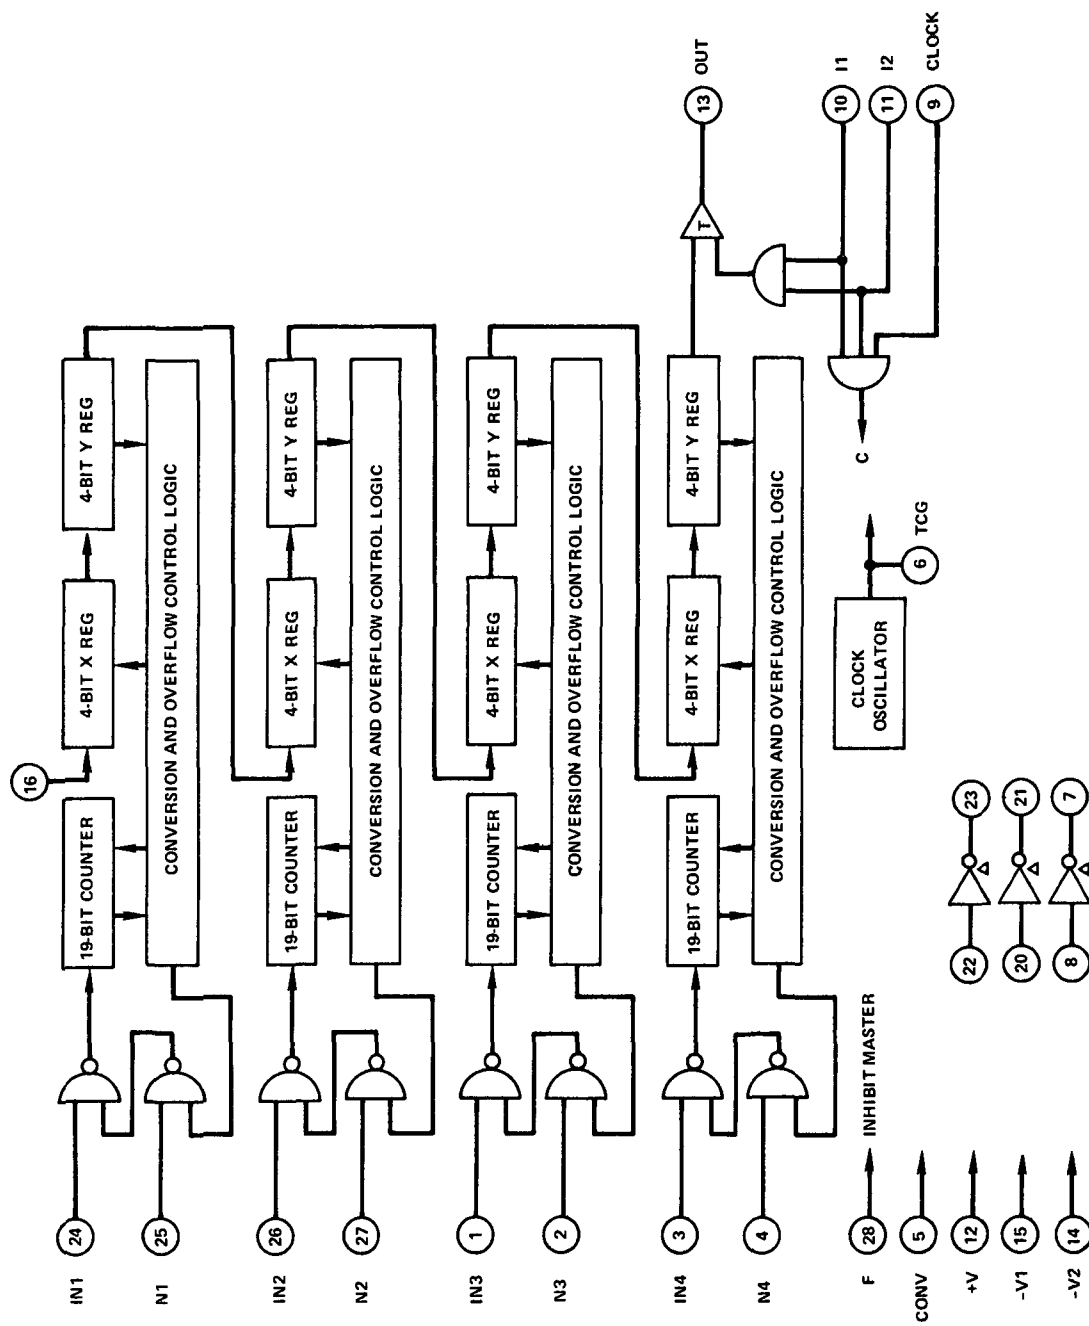 IN1
24
19-BIT COUNTER
16
4-BIT X REG
4-BIT Y REG
N1
25
CONVERSION AND OVERFLOW CONTROL LOGIC
IN2
26
19-BIT COUNTER
4-BIT X REG
4-BIT Y REG
N2
27
CONVERSION AND OVERFLOW CONTROL LOGIC
IN3
1
19-BIT COUNTER
4-BIT X REG
4-BIT Y REG
N3
2
CONVERSION AND OVERFLOW CONTROL LOGIC
IN4
3
19-BIT COUNTER
4-BIT X REG
4-BIT Y REG
T
13
OUT
N4
4
CONVERSION AND OVERFLOW CONTROL LOGIC
10
I1
11
I2
9
CLOCK
C
F
28
INHIBIT MASTER
CLOCK
OSCILLATOR
6
TCG
CONV
5
+V
12
22
23
-V1
15
20
21
-V2
14
8
7